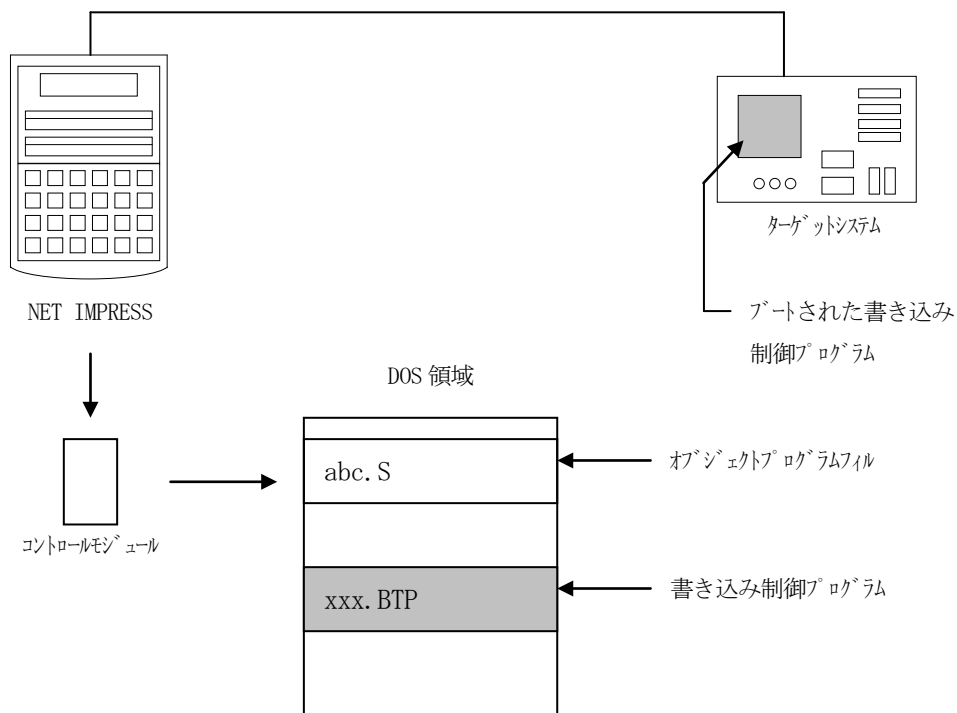 ターゲットシステム
NET IMPRESS
ブートされた書き込み
制御プログラム
DOS 領域
abc.S
オブジェクトプログラムフィル
コントロールモジュール
xxx.BTP
書き込み制御プログラム